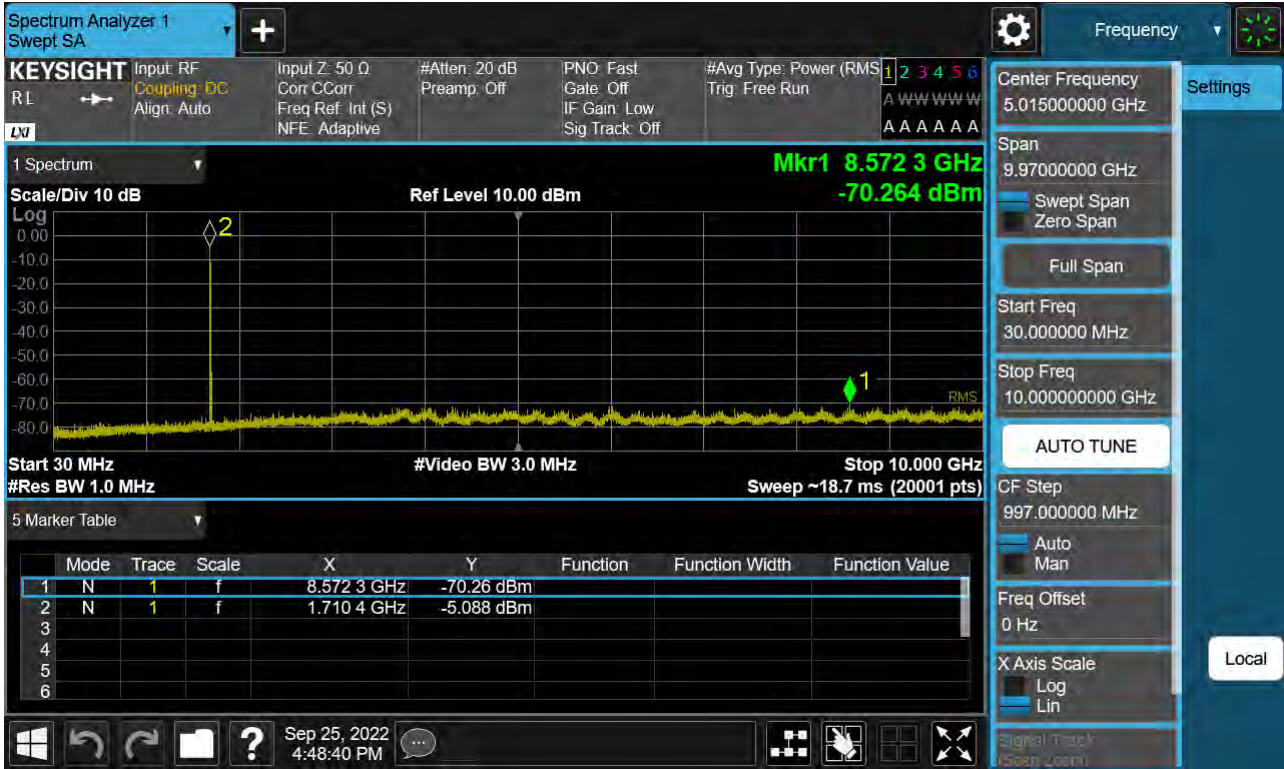 Spectrum Analyzer 1
Swept SA
+
Frequency
KEYSIGHT
RL
LXI
Input: RF
Coupling: DC
Align: Auto
Input Z: 50 Ω
Corr CCorr
Freq Ref: Int (S)
NFE: Adaptive
#Atten: 20 dB
Preamp: Off
PNO: Fast
Gate: Off
IF Gain: Low
Sig Track: Off
#Avg Type: Power (RMS
Trig: Free Run
1 2 3 4 5 6
A W W W W W
A A A A A A
1 Spectrum
Mkr1 8.572 3 GHz
Scale/Div 10 dB
Ref Level 10.00 dBm
-70.264 dBm
Log
0.00
-10.0
-20.0
-30.0
-40.0
-50.0
-60.0
-70.0
-80.0
2
1
RMS
Start 30 MHz
#Video BW 3.0 MHz
Stop 10.000 GHz
#Res BW 1.0 MHz
Sweep ~18.7 ms (20001 pts)
5 Marker Table
Mode Trace Scale X Y Function Function Width Function Value
1 N 1 f 8.572 3 GHz -70.26 dBm
2 N 1 f 1.710 4 GHz -5.088 dBm
3
4
5
6
Center Frequency
5.015000000 GHz
Span
9.97000000 GHz
Swept Span
Zero Span
Full Span
Start Freq
30.000000 MHz
Stop Freq
10.000000000 GHz
AUTO TUNE
CF Step
997.000000 MHz
Auto
Man
Freq Offset
0 Hz
X Axis Scale
Log
Lin
Signal Track
(Span Zoom)
Settings
Local
?
Sep 25, 2022
4:48:40 PM